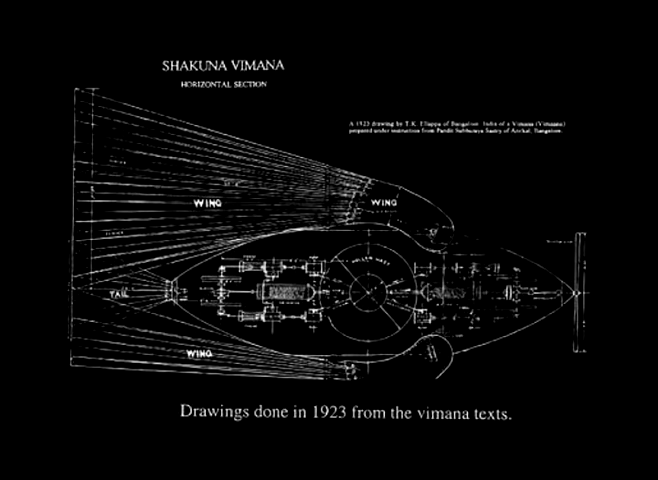 SHAKUNA VIMANA
HORIZONTAL SECTION
A 1923 drawing by T.K. Ellappa of Bangalore, India of a Vimana (Vimaana)
prepared under instruction from Pandit Subbaraya Sastry of Anekal, Bangalore.
WING
WING
TAIL
WING
Drawings done in 1923 from the vimana texts.